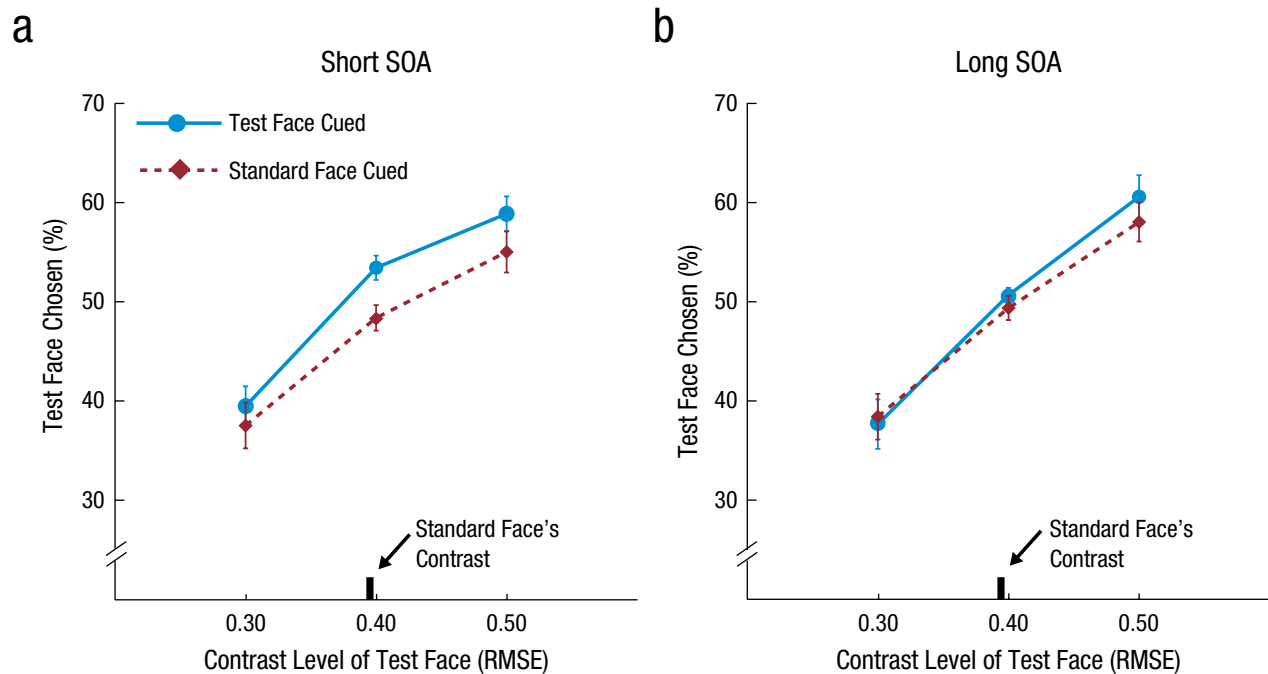 a
Short SOA
70
60
50
40
30
Test Face Chosen (%)
Test Face Cued
Standard Face Cued
Standard Face's
Contrast
0.30
0.40
0.50
Contrast Level of Test Face (RMSE)
b
Long SOA
70
60
50
40
30
Test Face Chosen (%)
Standard Face's
Contrast
0.30
0.40
0.50
Contrast Level of Test Face (RMSE)